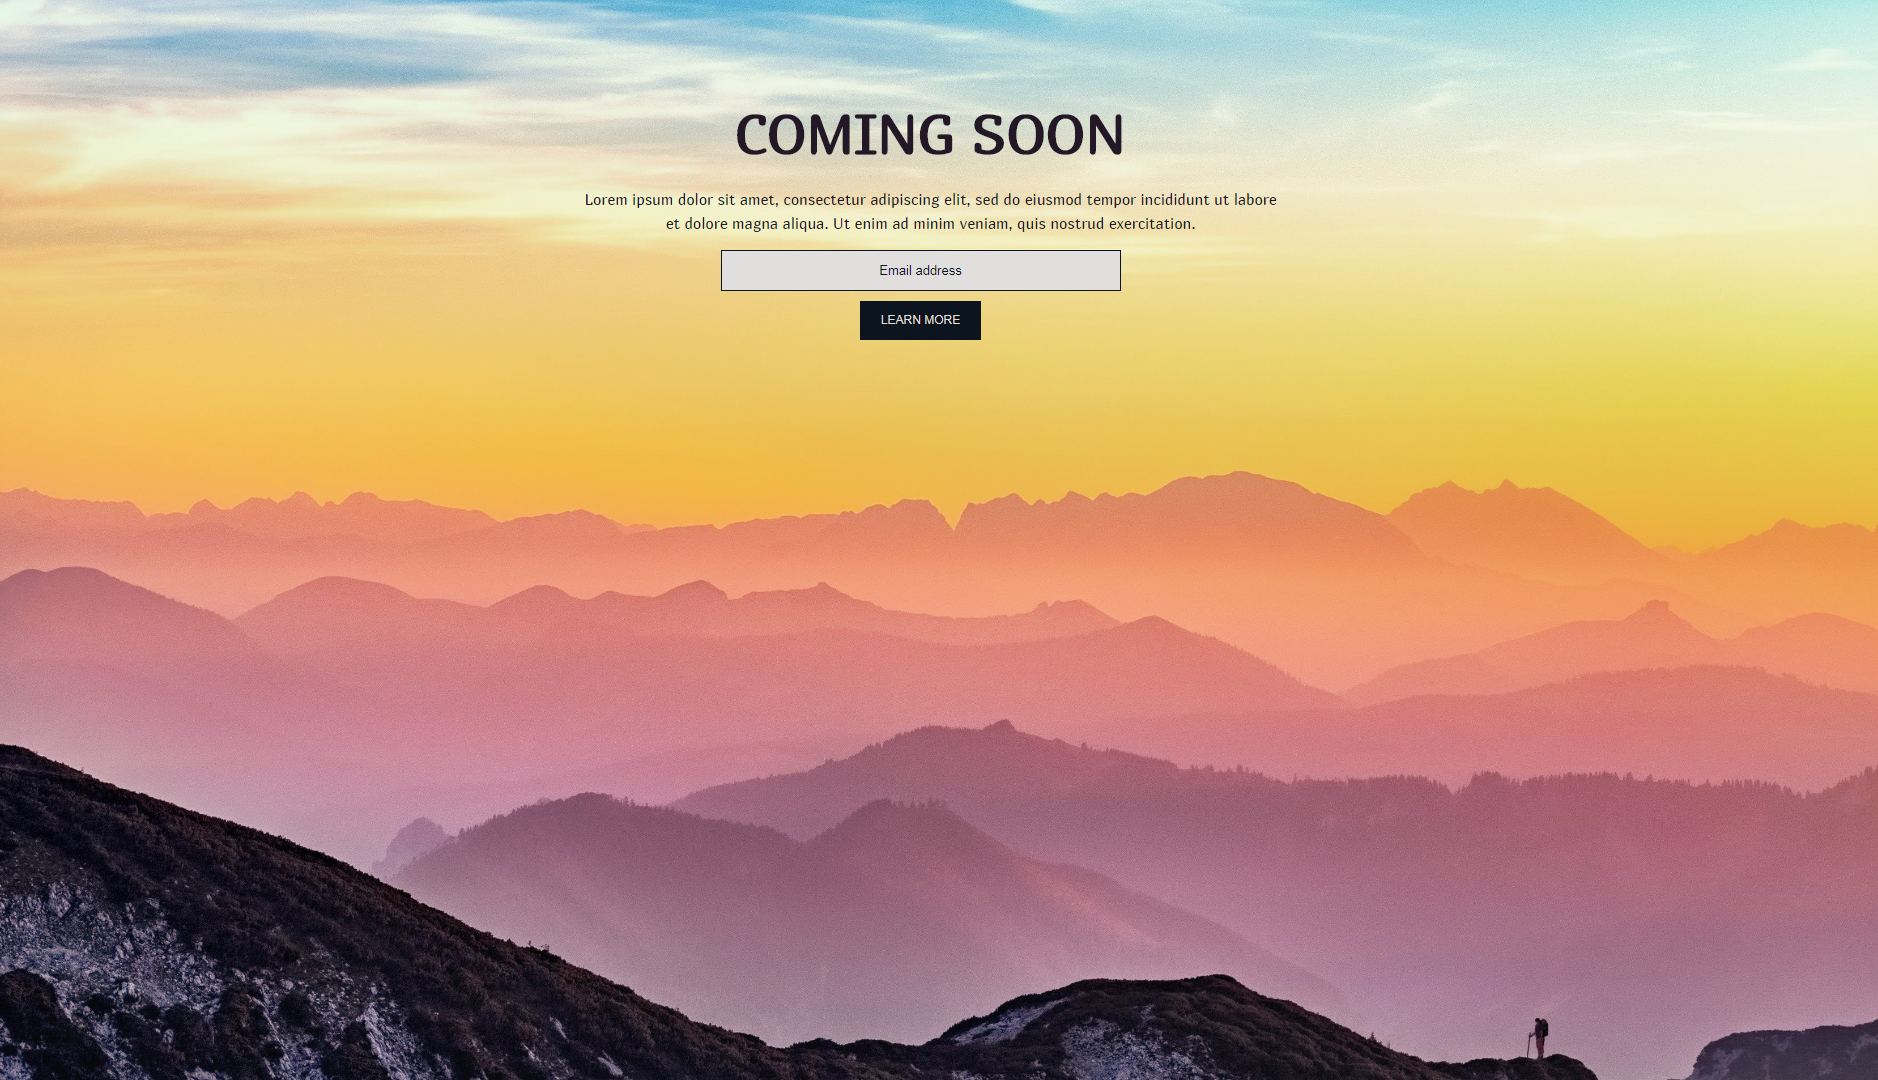 COMING SOON
Lorem ipsum dolor sit amet, consectetur adipiscing elit, sed do eiusmod tempor incididunt ut labore
et dolore magna aliqua. Ut enim ad minim veniam, quis nostrud exercitation.
Email address
LEARN MORE